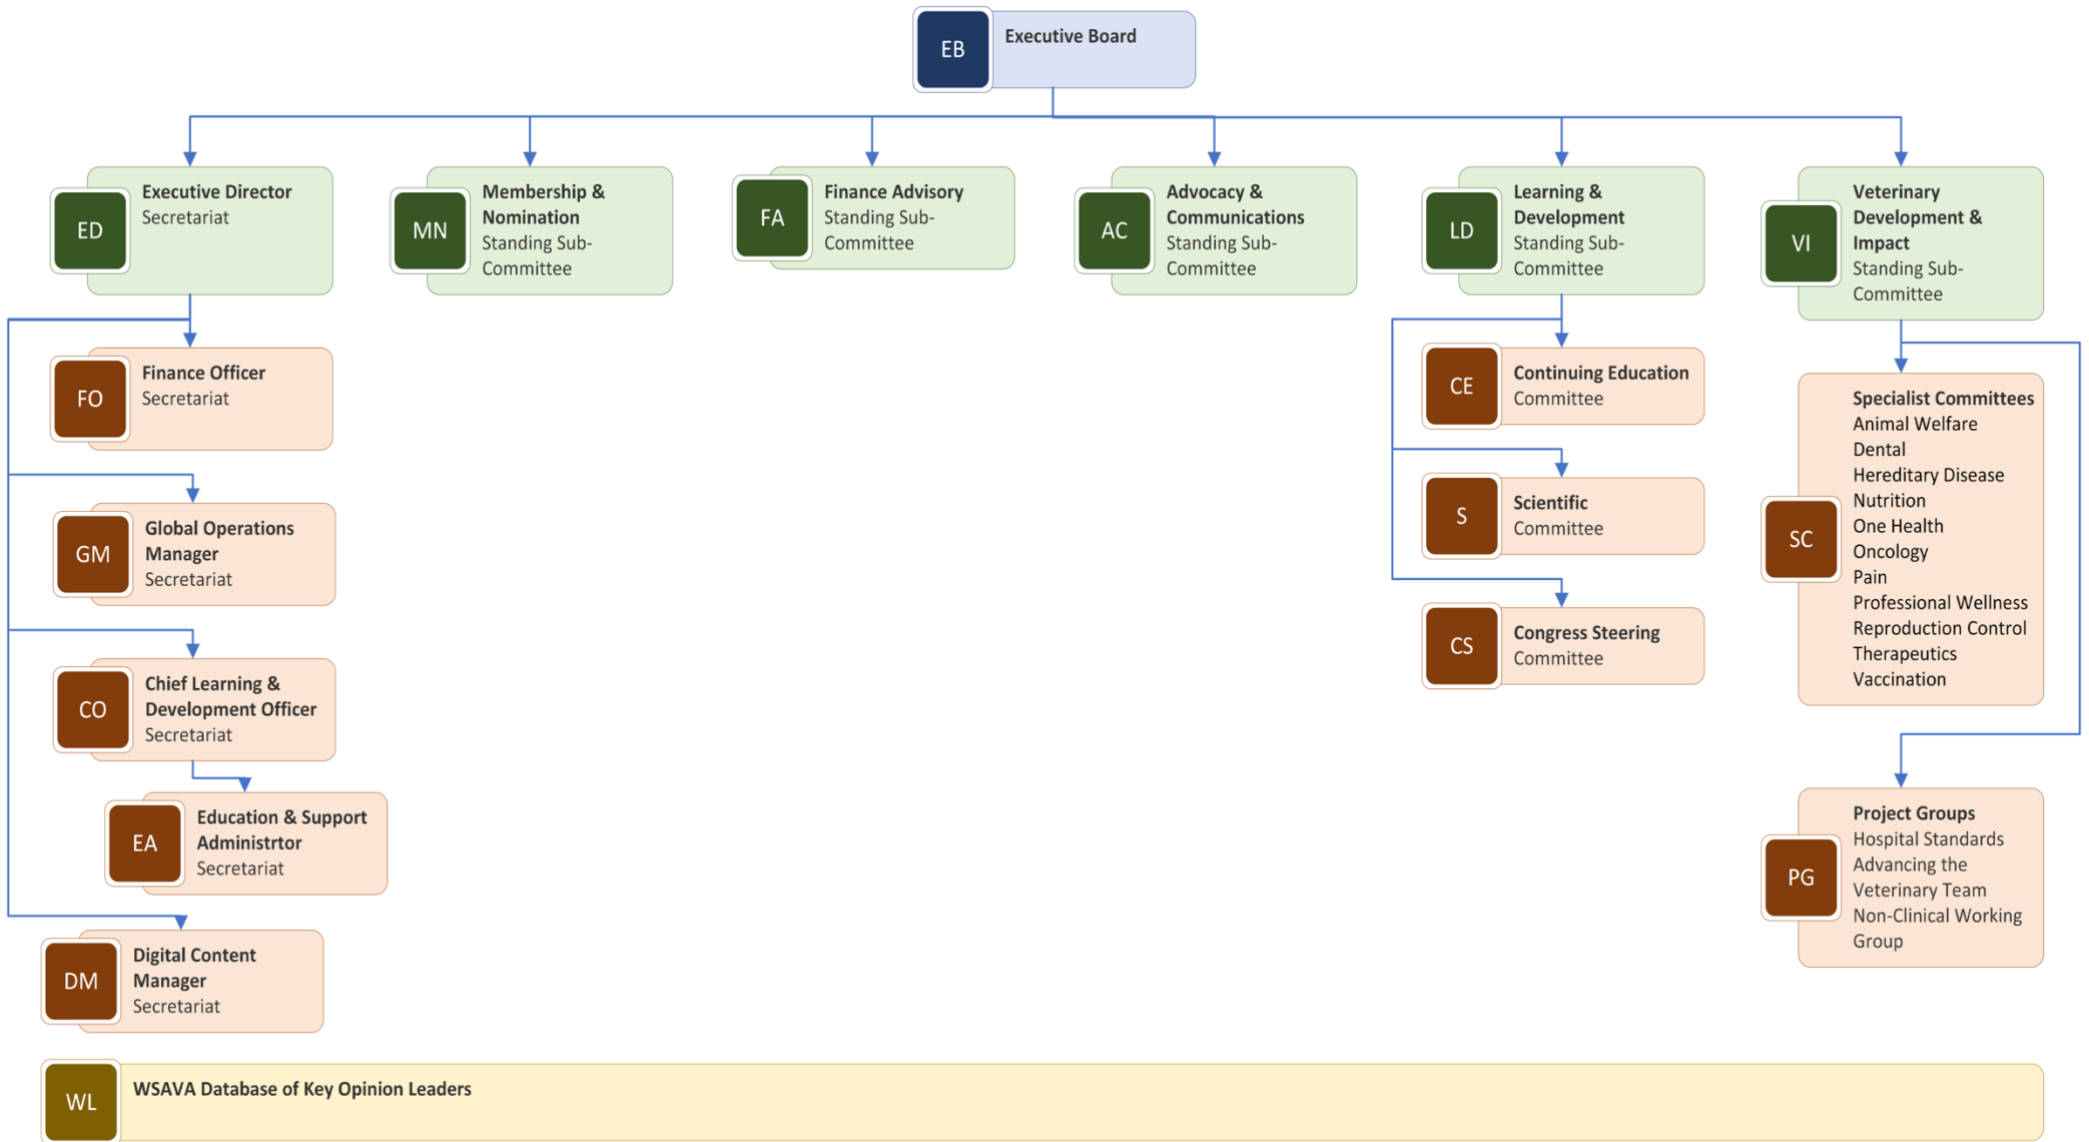 EB
Executive Board
ED
Executive Director
Secretariat
MN
Membership &
Nomination
Standing Sub-
Committee
FA
Finance Advisory
Standing Sub-
Committee
AC
Advocacy &
Communications
Standing Sub-
Committee
LD
Learning &
Development
Standing Sub-
Committee
VI
Veterinary
Development &
Impact
Standing Sub-
Committee
FO
Finance Officer
Secretariat
GM
Global Operations
Manager
Secretariat
CO
Chief Learning &
Development Officer
Secretariat
EA
Education & Support
Administrtor
Secretariat
DM
Digital Content
Manager
Secretariat
CE
Continuing Education
Committee
S
Scientific
Committee
CS
Congress Steering
Committee
SC
Specialist Committees
Animal Welfare
Dental
Hereditary Disease
Nutrition
One Health
Oncology
Pain
Professional Wellness
Reproduction Control
Therapeutics
Vaccination
PG
Project Groups
Hospital Standards
Advancing the
Veterinary Team
Non-Clinical Working
Group
WL
WSAVA Database of Key Opinion Leaders